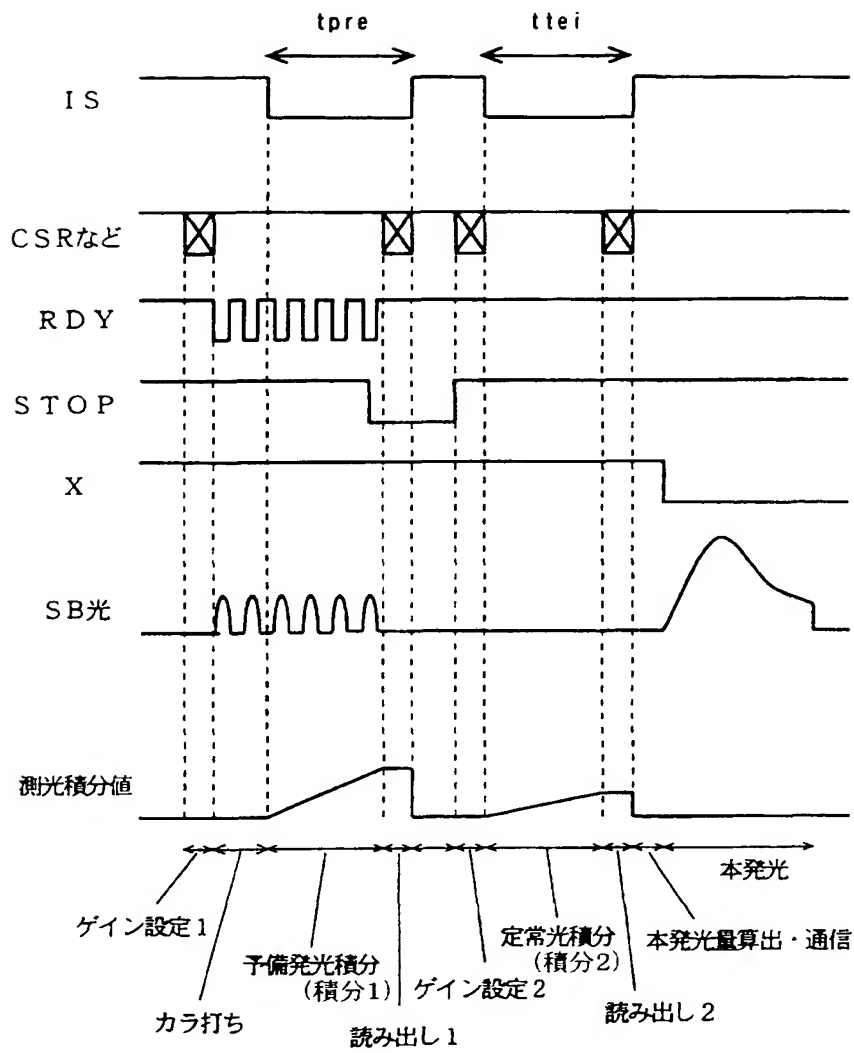 tpre ttei
IS
CSRなど
RDY
STOP
X
SB光
測光積分値
本発光
ゲイン設定1
予備発光積分
(積分1)
定常光積分
(積分2)
本発光量算出・通信
ゲイン設定2
カラ打ち
読み出し1
読み出し2